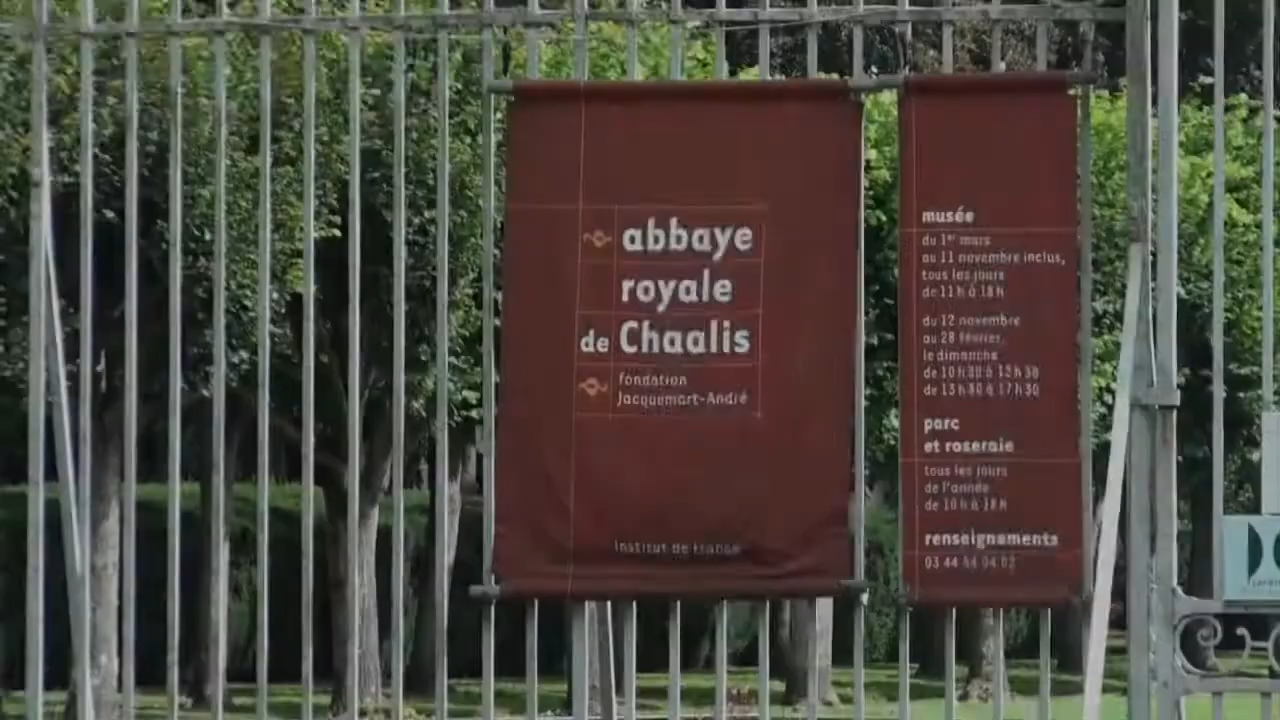 abbaye
royale
de Chaalis
fondation
Jacquemart-André
Institut de France
musée
du 1er mars
au 11 novembre inclus,
tous les jours
de 11 h à 18 h
du 12 novembre
au 28 février,
le dimanche
de 10 h 30 à 12 h 30
de 13 h 30 à 17 h 30
parc
et roseraie
tous les jours
de l'année
de 10 h à 18 h
renseignements
03 44 54 04 02